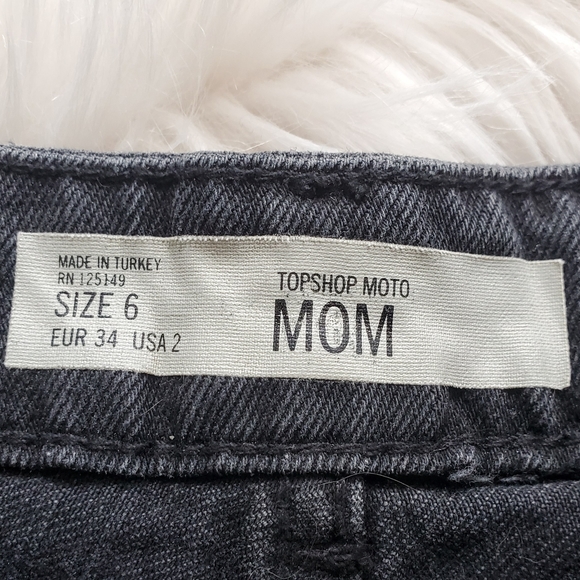 MADE IN TURKEY
RN 125149
SIZE 6
EUR 34 USA 2
TOPSHOP MOTO
MOM